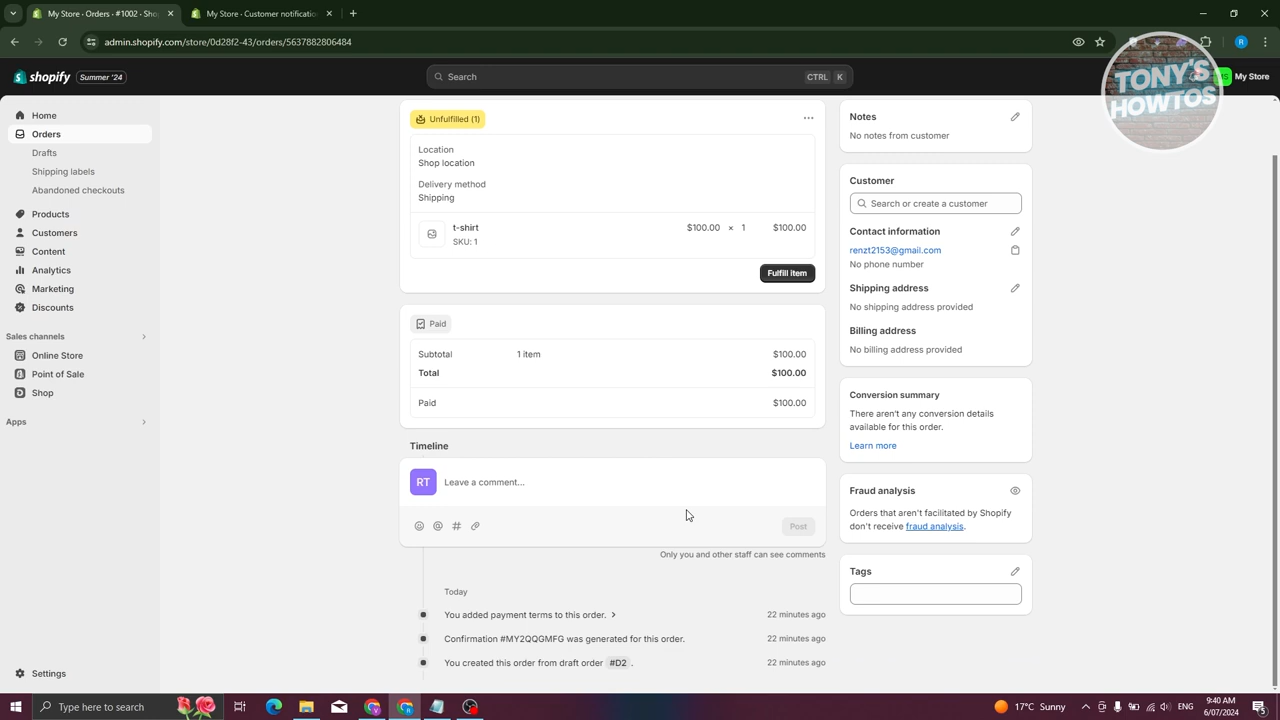 My Store - Orders - #1002 - Shop
My Store - Customer notificatio
admin.shopify.com/store/0d28f2-43/orders/5637882806484
shopify
Summer '24
Search
CTRL
K
My Store
TONY'S
HOWTOS
Home
Orders
Drafts
Shipping labels
Abandoned checkouts
Products
Customers
Content
Analytics
Marketing
Discounts
Sales channels
Online Store
Point of Sale
Shop
Apps
Settings
Unfulfilled (1)
Location
Shop location
Delivery method
Shipping
t-shirt $100.00 × 1 $100.00
SKU: 1
Fulfill item
Paid
Subtotal 1 item $100.00
Total $100.00
Paid $100.00
Timeline
RT
Leave a comment...
Post
Only you and other staff can see comments
Today
You added payment terms to this order. 22 minutes ago
Confirmation #MY2QQGMFG was generated for this order. 22 minutes ago
You created this order from draft order #D2 . 22 minutes ago
Notes
No notes from customer
Customer
Search or create a customer
Contact information
renzt2153@gmail.com
No phone number
Shipping address
No shipping address provided
Billing address
No billing address provided
Conversion summary
There aren't any conversion details
available for this order.
Learn more
Fraud analysis
Orders that aren't facilitated by Shopify
don't receive fraud analysis.
Tags
Type here to search
17°C Sunny
ENG
9:40 AM
6/07/2024